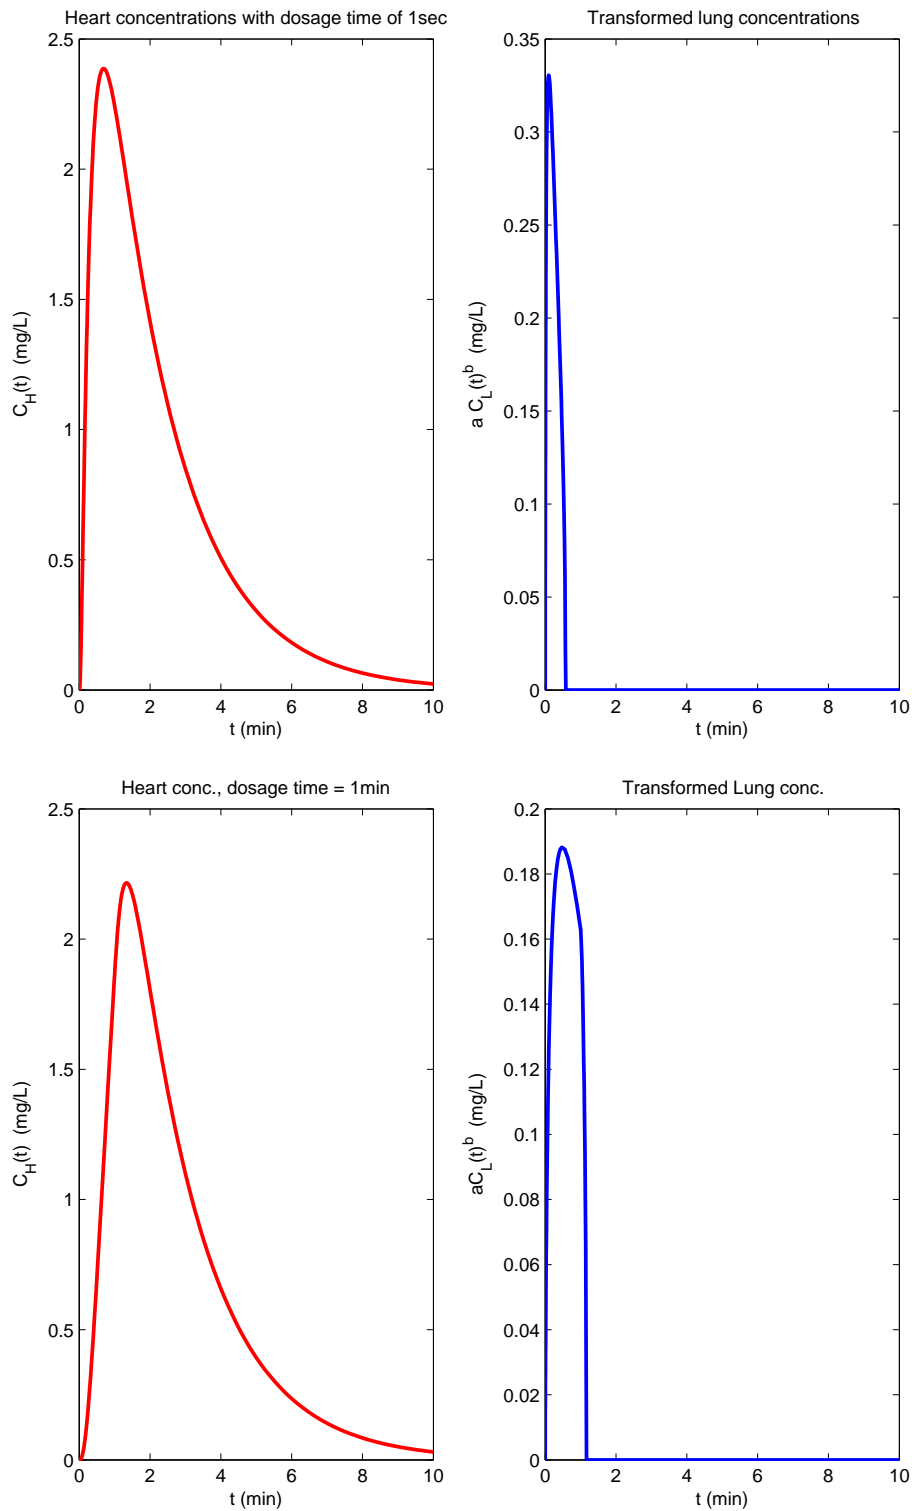 Heart concentrations with dosage time of 1sec
2.5
2
1.5
1
0.5
0
C_H(t) (mg/L)
0 2 4 6 8 10
t (min)
Transformed lung concentrations
0.35
0.3
0.25
0.2
0.15
0.1
0.05
0
a C_L(t)^b (mg/L)
0 2 4 6 8 10
t (min)
Heart conc., dosage time = 1min
2.5
2
1.5
1
0.5
0
C_H(t) (mg/L)
0 2 4 6 8 10
t (min)
Transformed Lung conc.
0.2
0.18
0.16
0.14
0.12
0.1
0.08
0.06
0.04
0.02
0
aC_L(t)^b (mg/L)
0 2 4 6 8 10
t (min)